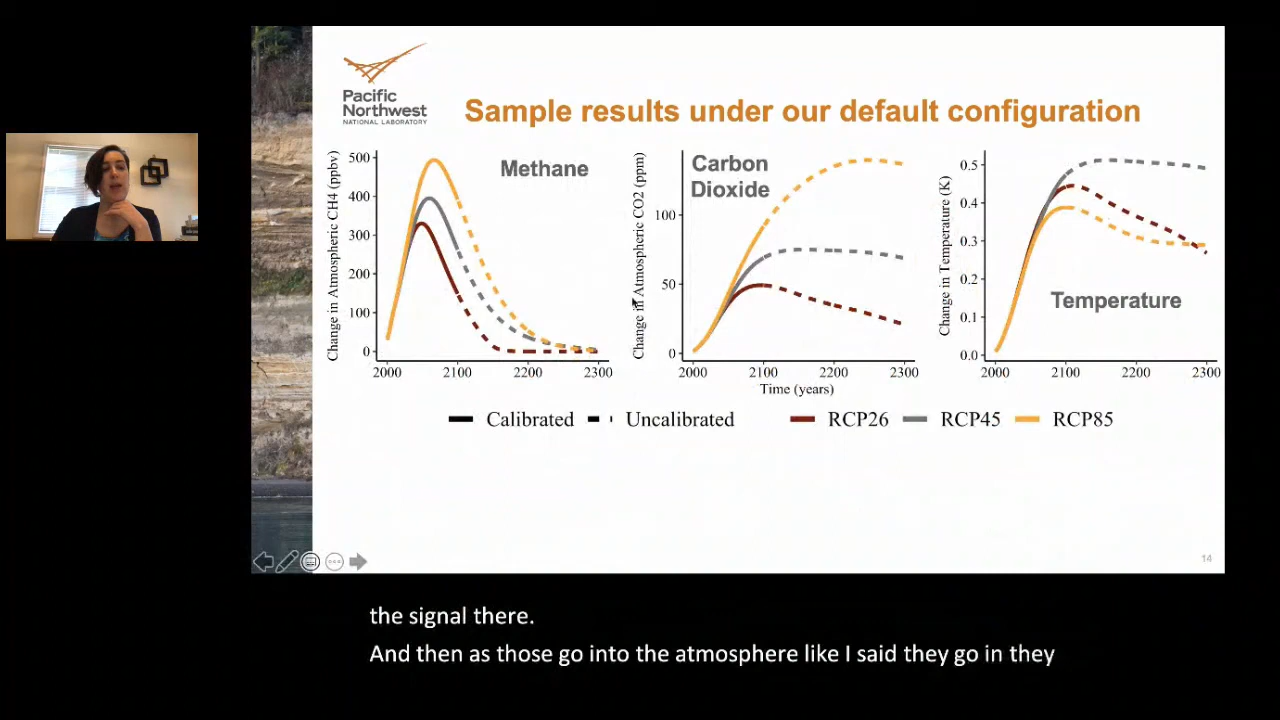 Pacific
Northwest
NATIONAL LABORATORY
Sample results under our default configuration
Change in Atmospheric CH4 (ppbv)
500
400
300
200
100
0
2000 2100 2200 2300
Methane
Change in Atmospheric CO2 (ppm)
100
50
0
2000 2100 2200 2300
Carbon
Dioxide
Time (years)
Change in Temperature (K)
0.5
0.4
0.3
0.2
0.1
0.0
2000 2100 2200 2300
Temperature
Calibrated Uncalibrated RCP26 RCP45 RCP85
14
the signal there.
And then as those go into the atmosphere like I said they go in they